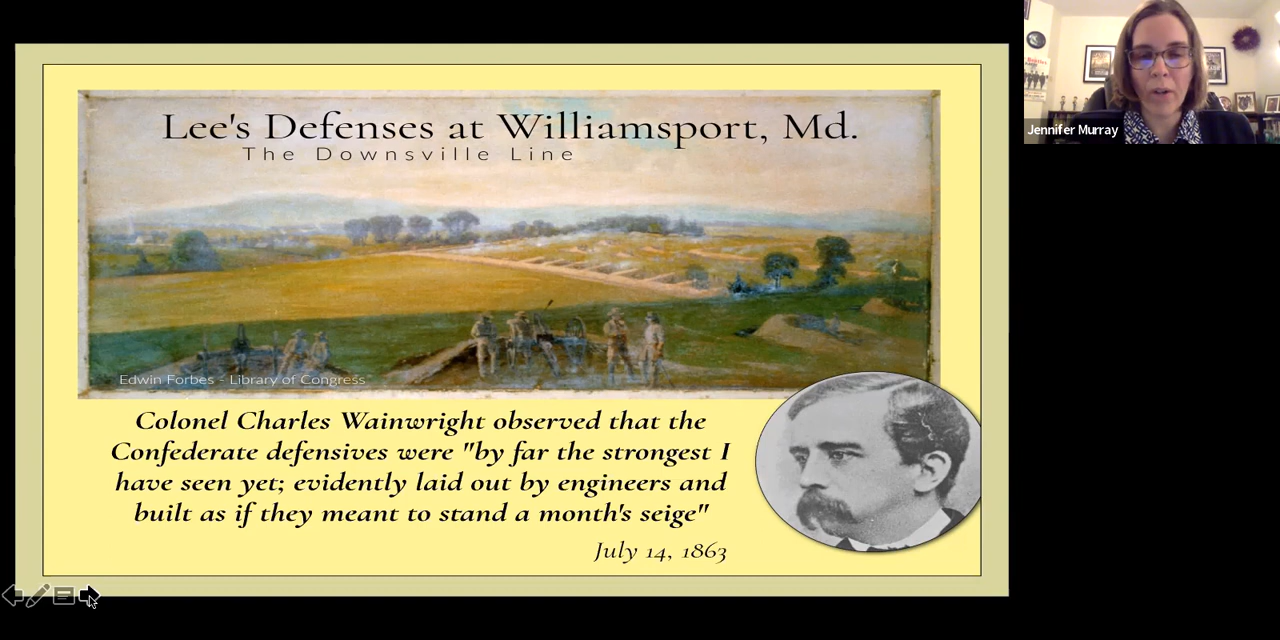 Lee's Defenses at Williamsport, Md.
The Downsville Line
Edwin Forbes - Library of Congress
Colonel Charles Wainwright observed that the
Confederate defensives were "by far the strongest I
have seen yet; evidently laid out by engineers and
built as if they meant to stand a month's seige"
July 14, 1863
Jennifer Murray